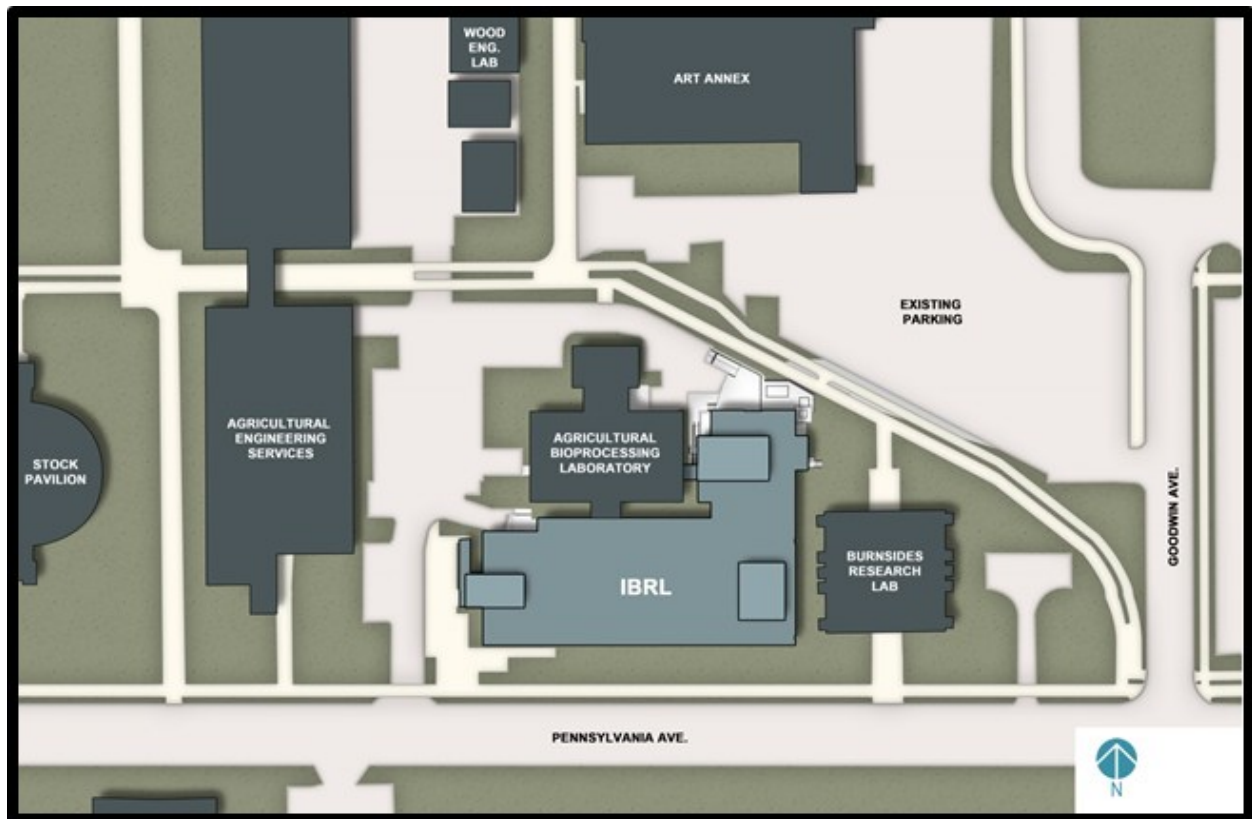 WOOD
ENG.
LAB
ART ANNEX
EXISTING
PARKING
AGRICULTURAL
ENGINEERING
SERVICES
AGRICULTURAL
BIOPROCESSING
LABORATORY
STOCK
PAVILION
GOODWIN AVE.
BURNSIDES
RESEARCH
LAB
IBRL
PENNSYLVANIA AVE.
N